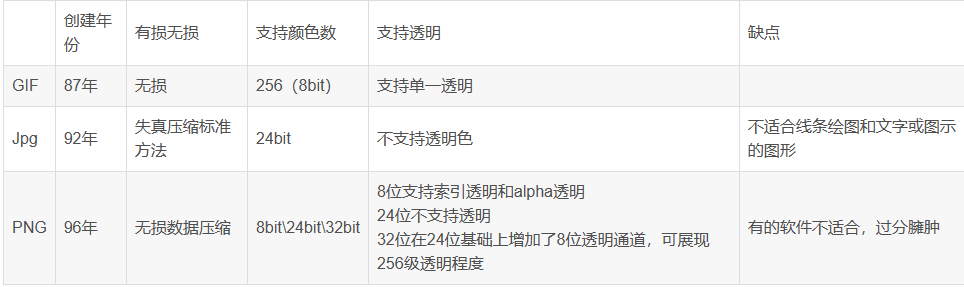 创建年份 有损无损 支持颜色数 支持透明 缺点
GIF 87年 无损 256（8bit） 支持单一透明
Jpg 92年 失真压缩标准方法 24bit 不支持透明色 不适合线条绘图和文字或图示的图形
PNG 96年 无损数据压缩 8bit\24bit\32bit
8位支持索引透明和alpha透明
24位不支持透明
32位在24位基础上增加了8位透明通道，可展现
256级透明程度
有的软件不适合，过分臃肿